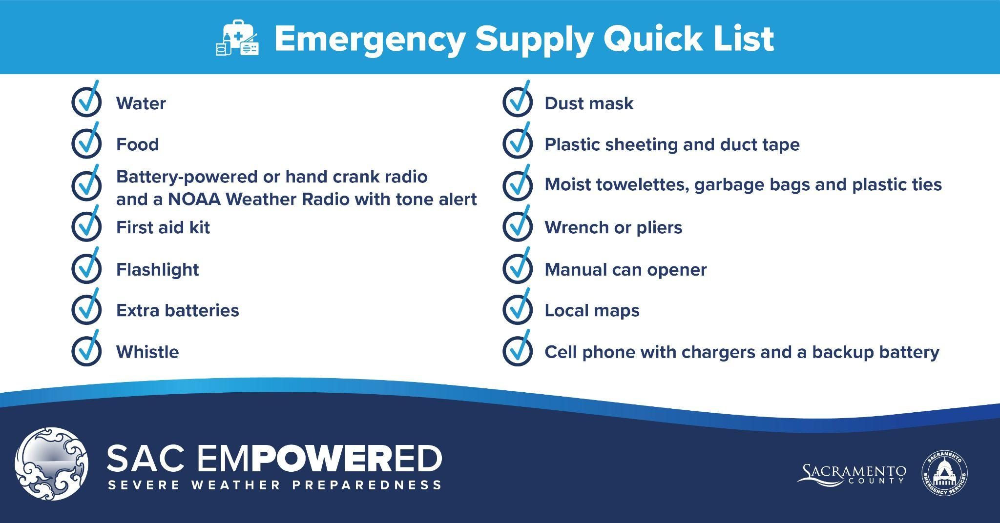 Emergency Supply Quick List
Water
Food
Battery-powered or hand crank radio
and a NOAA Weather Radio with tone alert
First aid kit
Flashlight
Extra batteries
Whistle
Dust mask
Plastic sheeting and duct tape
Moist towelettes, garbage bags and plastic ties
Wrench or pliers
Manual can opener
Local maps
Cell phone with chargers and a backup battery
SAC EMPOWERED
SEVERE WEATHER PREPAREDNESS
SACRAMENTO
COUNTY
SACRAMENTO
EMERGENCY SERVICES